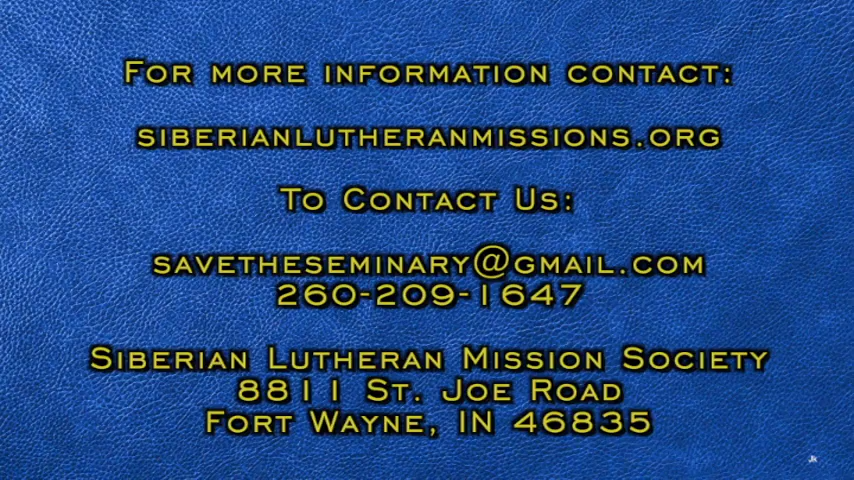 For more information contact:
siberianlutheranmissions.org
To Contact Us:
savetheseminary@gmail.com
260-209-1647
Siberian Lutheran Mission Society
8811 St. Joe Road
Fort Wayne, IN 46835
Jk